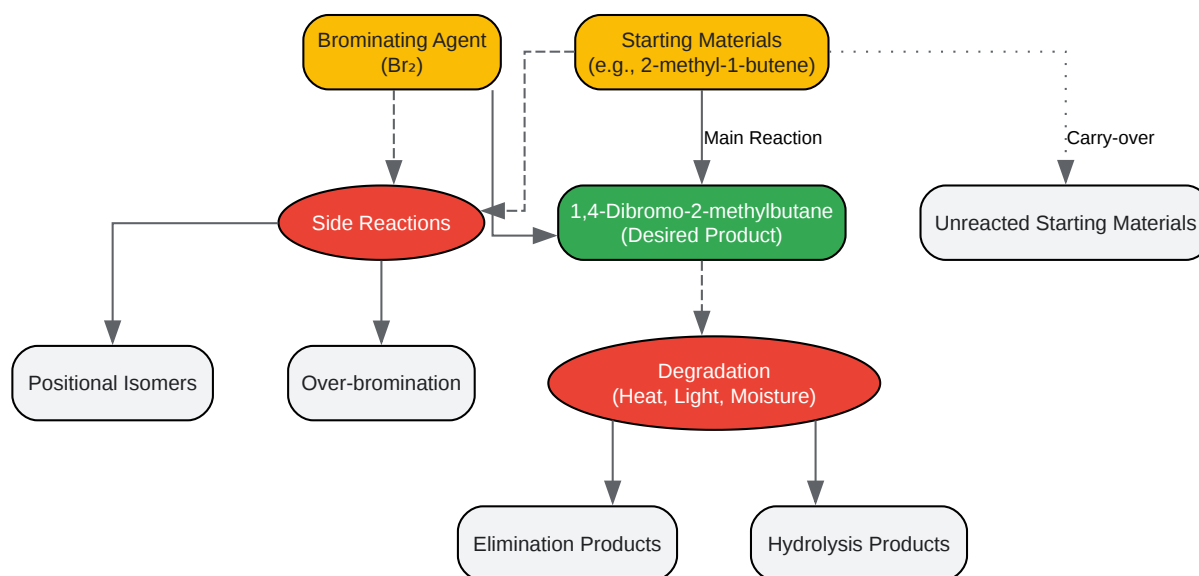 Brominating Agent
(Br₂)
Starting Materials
(e.g., 2-methyl-1-butene)
Main Reaction
Carry-over
Side Reactions
1,4-Dibromo-2-methylbutane
(Desired Product)
Unreacted Starting Materials
Positional Isomers
Over-bromination
Degradation
(Heat, Light, Moisture)
Elimination Products
Hydrolysis Products